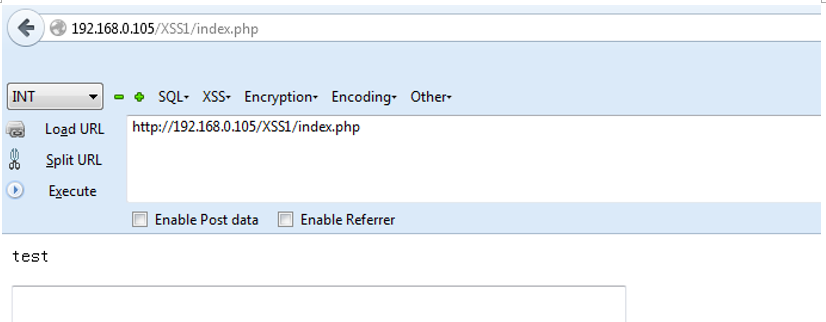 192.168.0.105/XSS1/index.php
INT SQL▾ XSS▾ Encryption▾ Encoding▾ Other▾
Load URL http://192.168.0.105/XSS1/index.php
Split URL
Execute
Enable Post data Enable Referrer
test